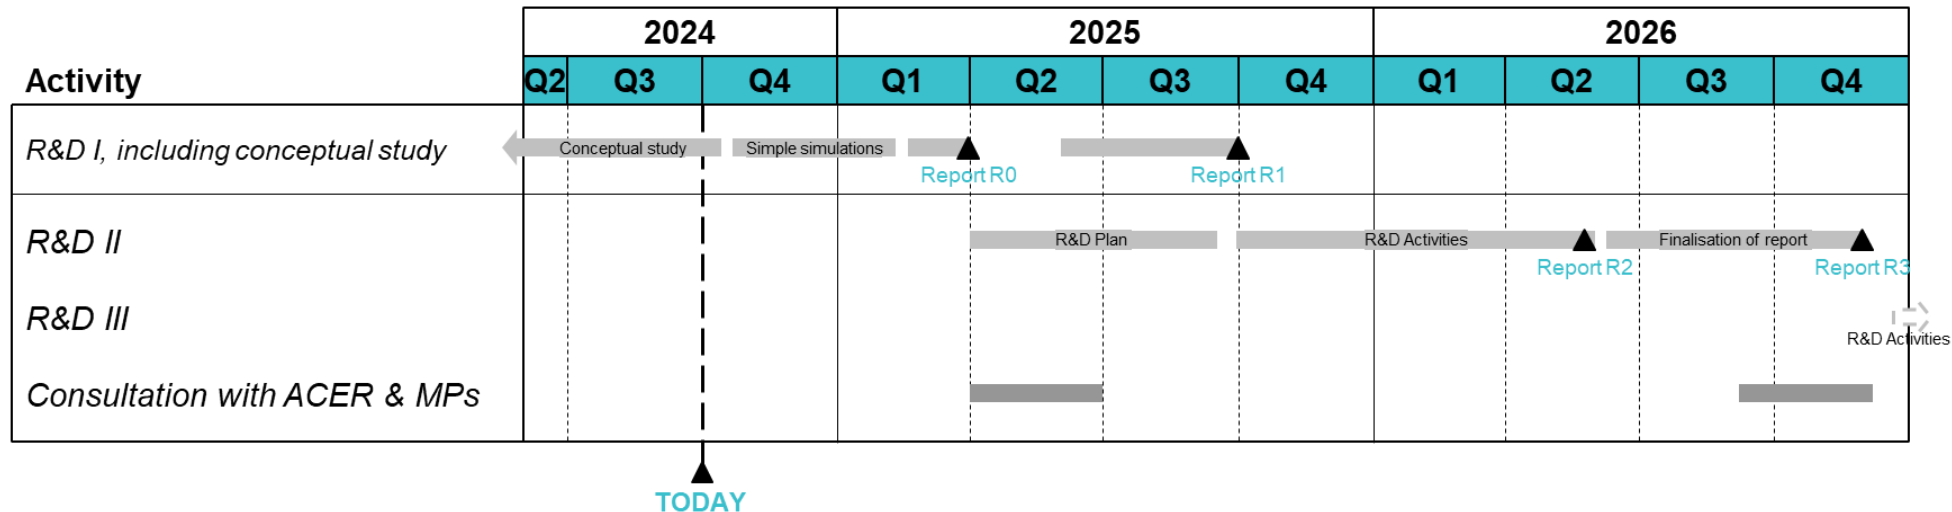 2024 2025 2026
Activity Q2 Q3 Q4 Q1 Q2 Q3 Q4 Q1 Q2 Q3 Q4
R&D I, including conceptual study Conceptual study Simple simulations
Report R0 Report R1
R&D II R&D Plan R&D Activities Finalisation of report
Report R2 Report R3
R&D III
R&D Activities
Consultation with ACER & MPs
TODAY